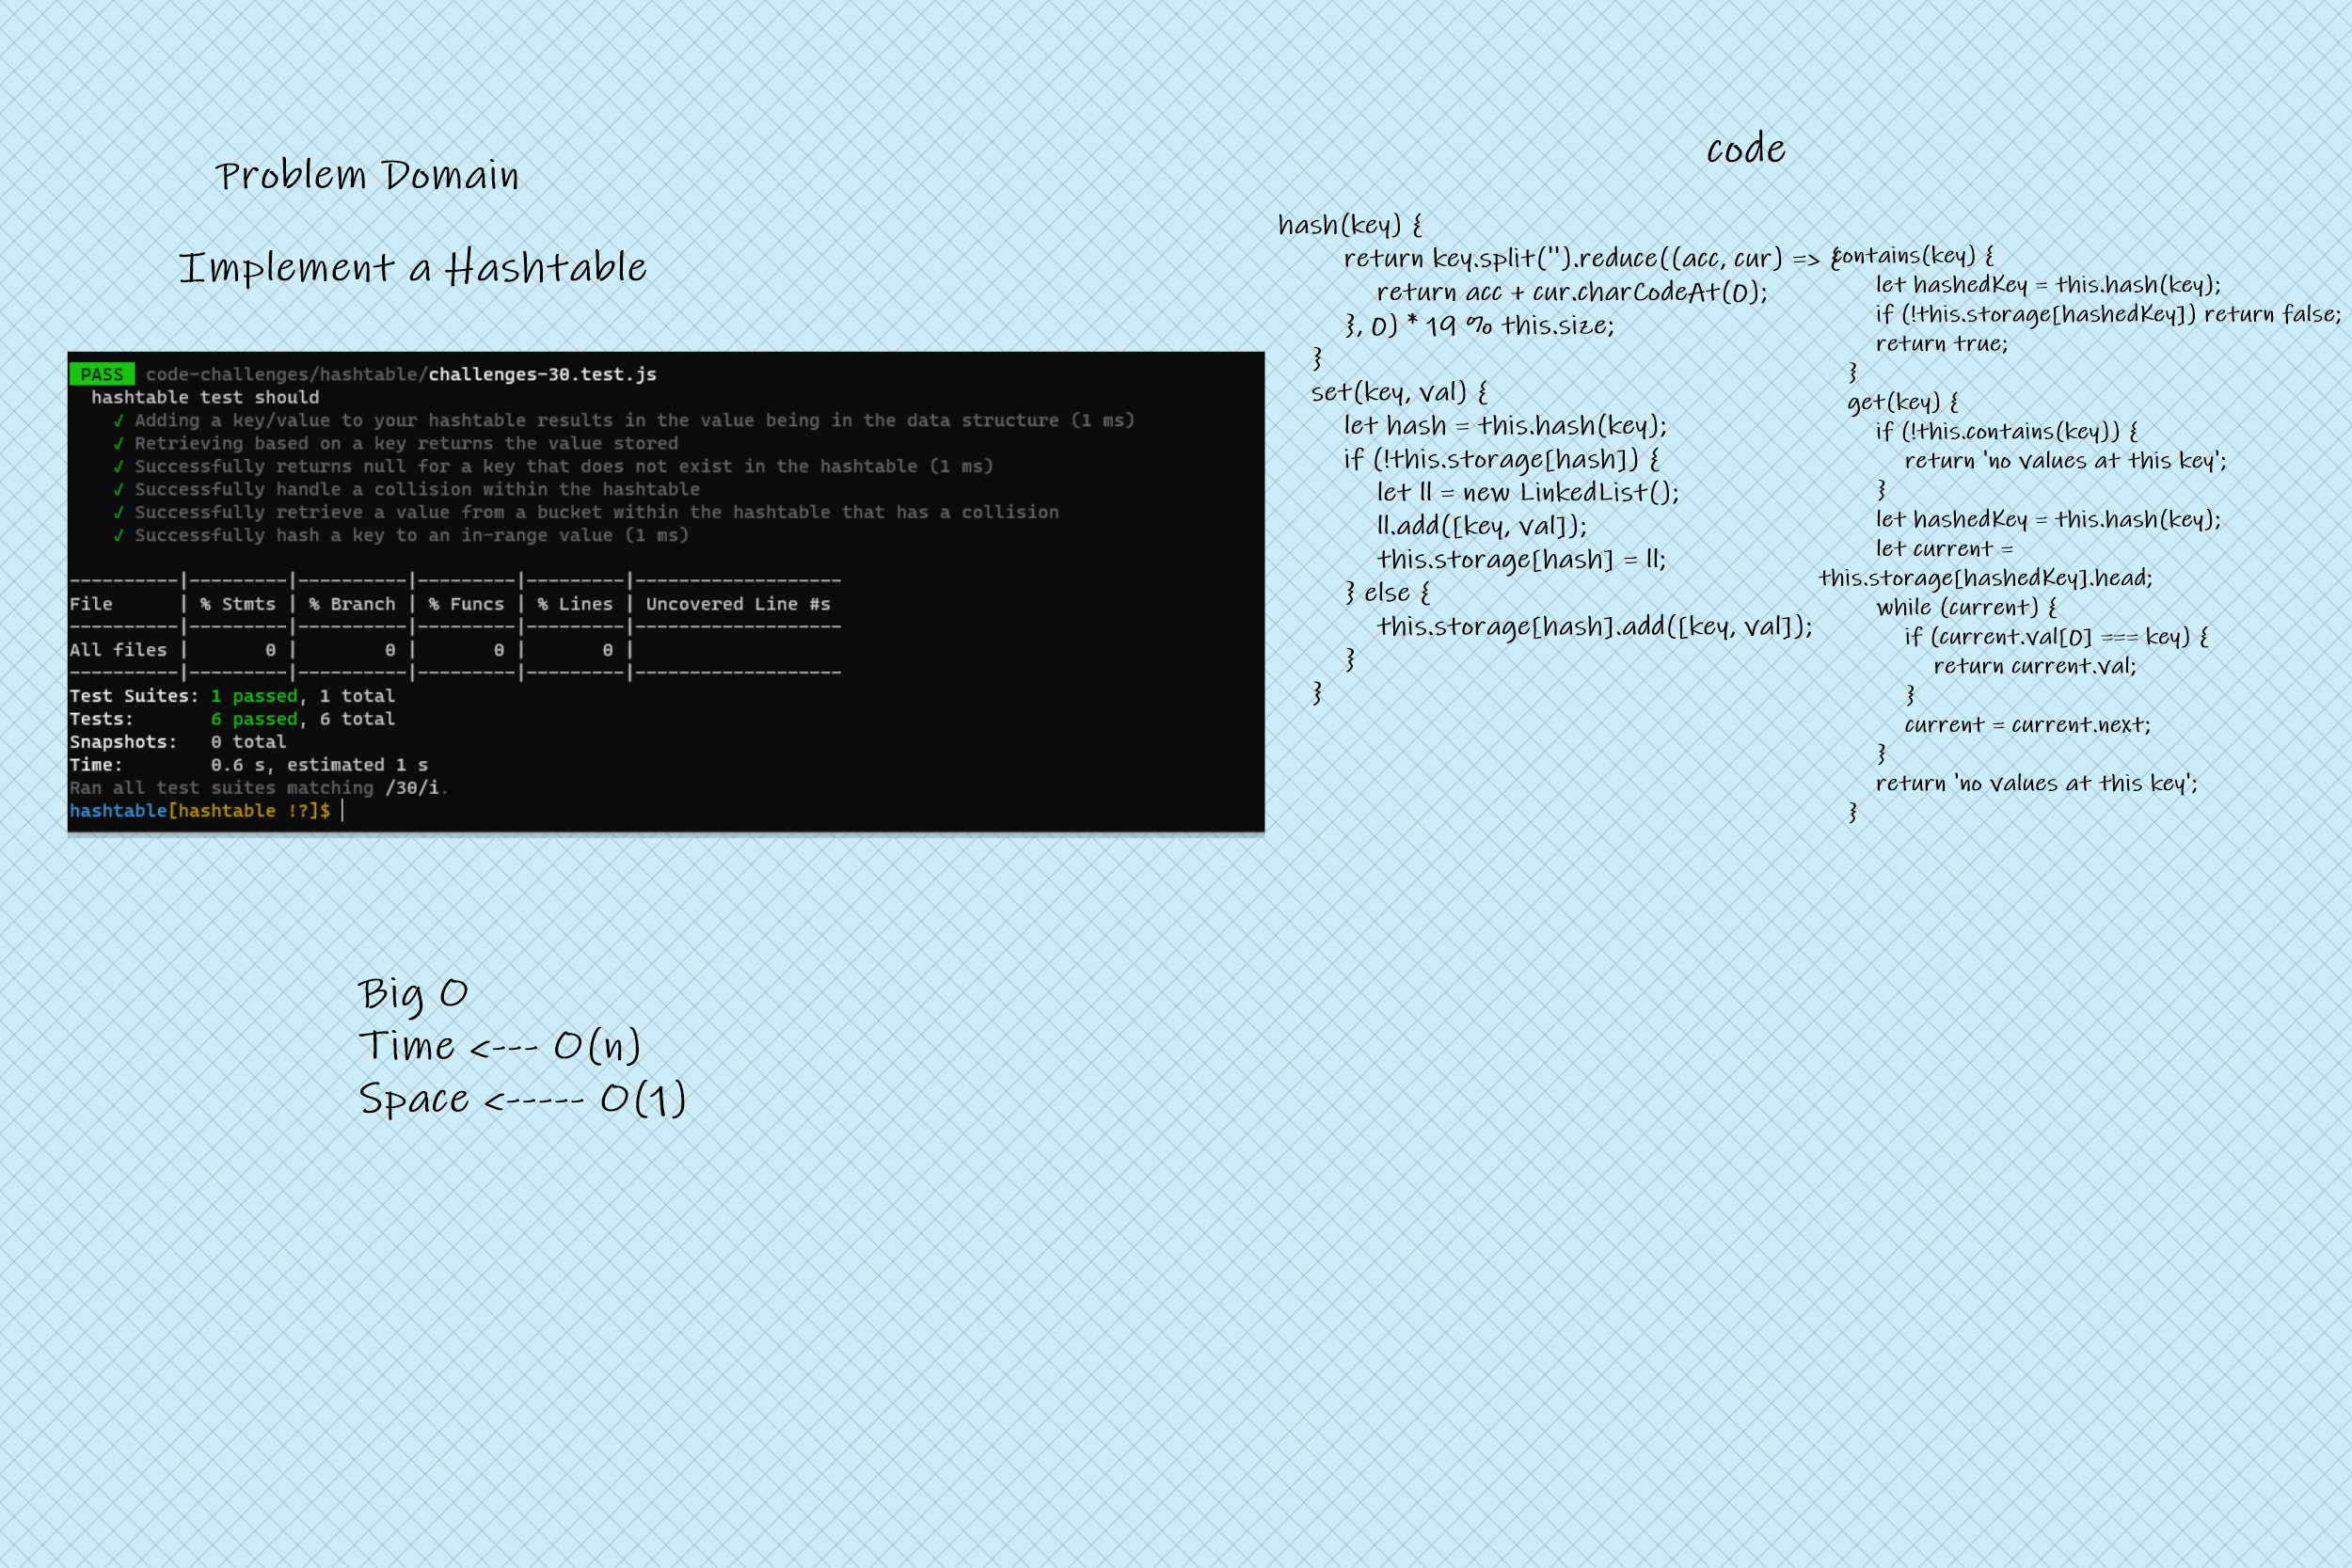 Problem Domain
Implement a Hashtable
PASS code-challenges/hashtable/challenges-30.test.js
hashtable test should
✓ Adding a key/value to your hashtable results in the value being in the data structure (1 ms)
✓ Retrieving based on a key returns the value stored
✓ Successfully returns null for a key that does not exist in the hashtable (1 ms)
✓ Successfully handle a collision within the hashtable
✓ Successfully retrieve a value from a bucket within the hashtable that has a collision
✓ Successfully hash a key to an in-range value (1 ms)
----------|---------|----------|---------|---------|-------------------
File | % Stmts | % Branch | % Funcs | % Lines | Uncovered Line #s
----------|---------|----------|---------|---------|-------------------
All files | 0 | 0 | 0 | 0 |
----------|---------|----------|---------|---------|-------------------
Test Suites: 1 passed, 1 total
Tests: 6 passed, 6 total
Snapshots: 0 total
Time: 0.6 s, estimated 1 s
Ran all test suites matching /30/i.
hashtable[hashtable !?]$
Big O
Time <--- O(n)
Space <----- O(1)
code
hash(key) {
return key.split('').reduce((acc, cur) => {
return acc + cur.charCodeAt(0);
}, 0) * 19 % this.size;
}
set(key, val) {
let hash = this.hash(key);
if (!this.storage[hash]) {
let ll = new LinkedList();
ll.add([key, val]);
this.storage[hash] = ll;
} else {
this.storage[hash].add([key, val]);
}
}
contains(key) {
let hashedKey = this.hash(key);
if (!this.storage[hashedKey]) return false;
return true;
}
get(key) {
if (!this.contains(key)) {
return 'no values at this key';
}
let hashedKey = this.hash(key);
let current =
this.storage[hashedKey].head;
while (current) {
if (current.val[0] === key) {
return current.val;
}
current = current.next;
}
return 'no values at this key';
}